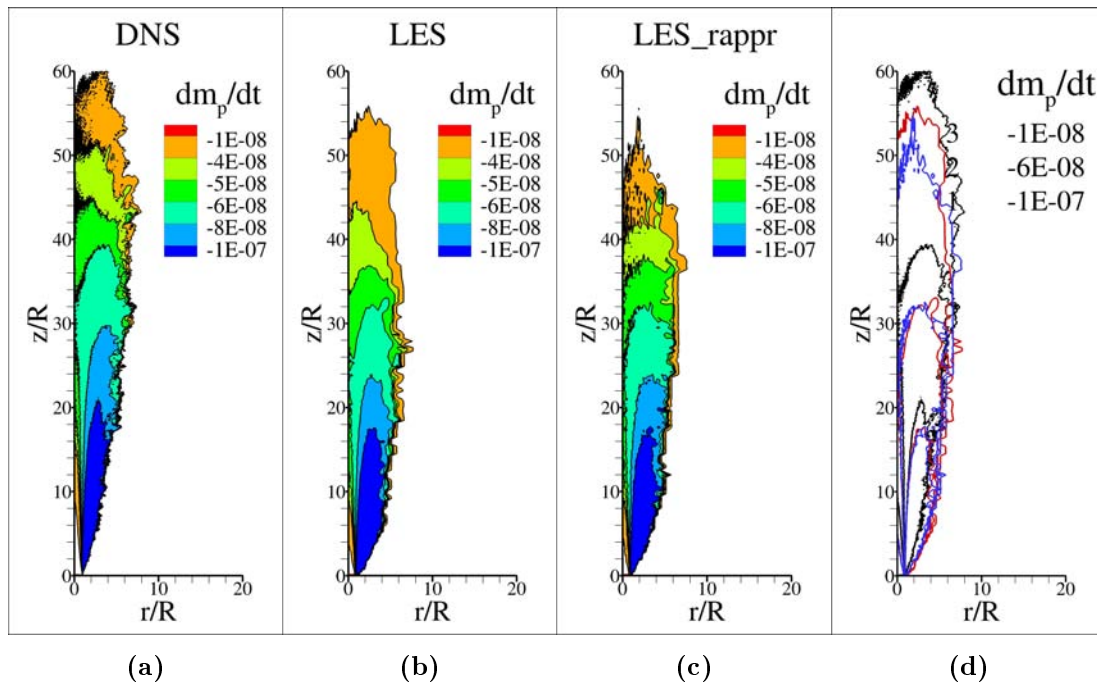 DNS
dm_p/dt
-1E-08
-4E-08
-5E-08
-6E-08
-8E-08
-1E-07
60
50
40
30
20
10
0
z/R
0
10
20
r/R
(a)
LES
dm_p/dt
-1E-08
-4E-08
-5E-08
-6E-08
-8E-08
-1E-07
60
50
40
30
20
10
0
z/R
0
10
20
r/R
(b)
LES_rappr
dm_p/dt
-1E-08
-4E-08
-5E-08
-6E-08
-8E-08
-1E-07
60
50
40
30
20
10
0
z/R
0
10
20
r/R
(c)
dm_p/dt
-1E-08
-6E-08
-1E-07
60
50
40
30
20
10
0
z/R
0
10
20
r/R
(d)